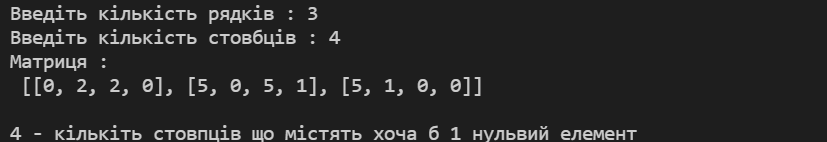 Введіть кількість рядків : 3
Введіть кількість стовбців : 4
Матриця :
[[0, 2, 2, 0], [5, 0, 5, 1], [5, 1, 0, 0]]
4 - кількіть стовпців що містять хоча б 1 нульвий елемент